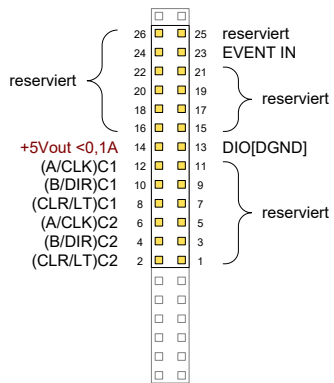 26 25 reserviert
24 23 EVENT IN
22 21
reserviert
20 19
reserviert
18 17
16 15
+5Vout <0,1A 14 13 DIO[DGND]
(A/CLK)C1 12 11
(B/DIR)C1 10 9
(CLR/LT)C1 8 7
reserviert
(A/CLK)C2 6 5
(B/DIR)C2 4 3
(CLR/LT)C2 2 1